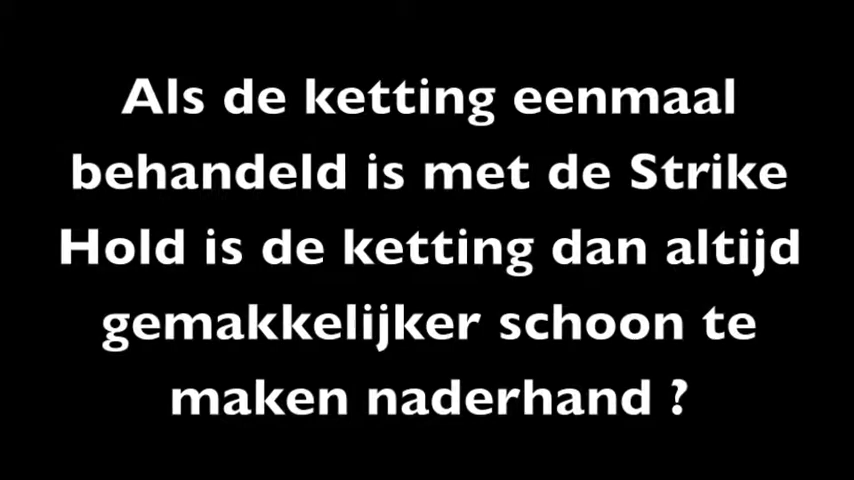 Als de ketting eenmaal
behandeld is met de Strike
Hold is de ketting dan altijd
gemakkelijker schoon te
maken naderhand ?